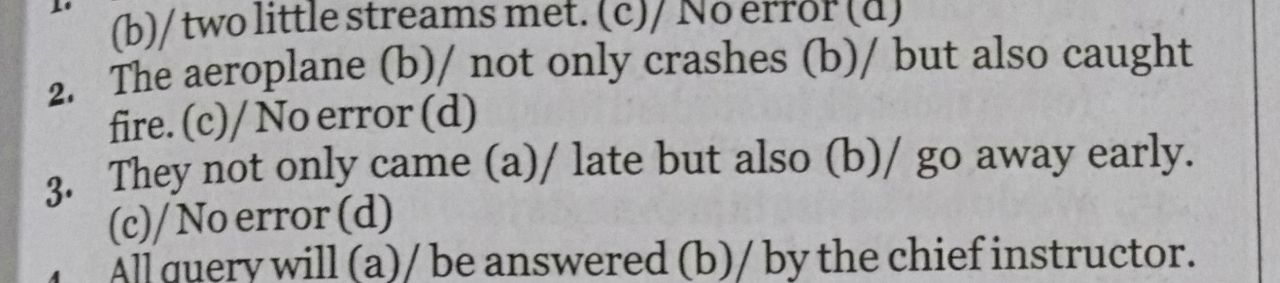 (b)/ two little streams met. (c)/ No error (d)
2. The aeroplane (b)/ not only crashes (b)/ but also caught
fire. (c)/ No error (d)
3. They not only came (a)/ late but also (b)/ go away early.
(c)/ No error (d)
All query will (a)/ be answered (b)/ by the chief instructor.